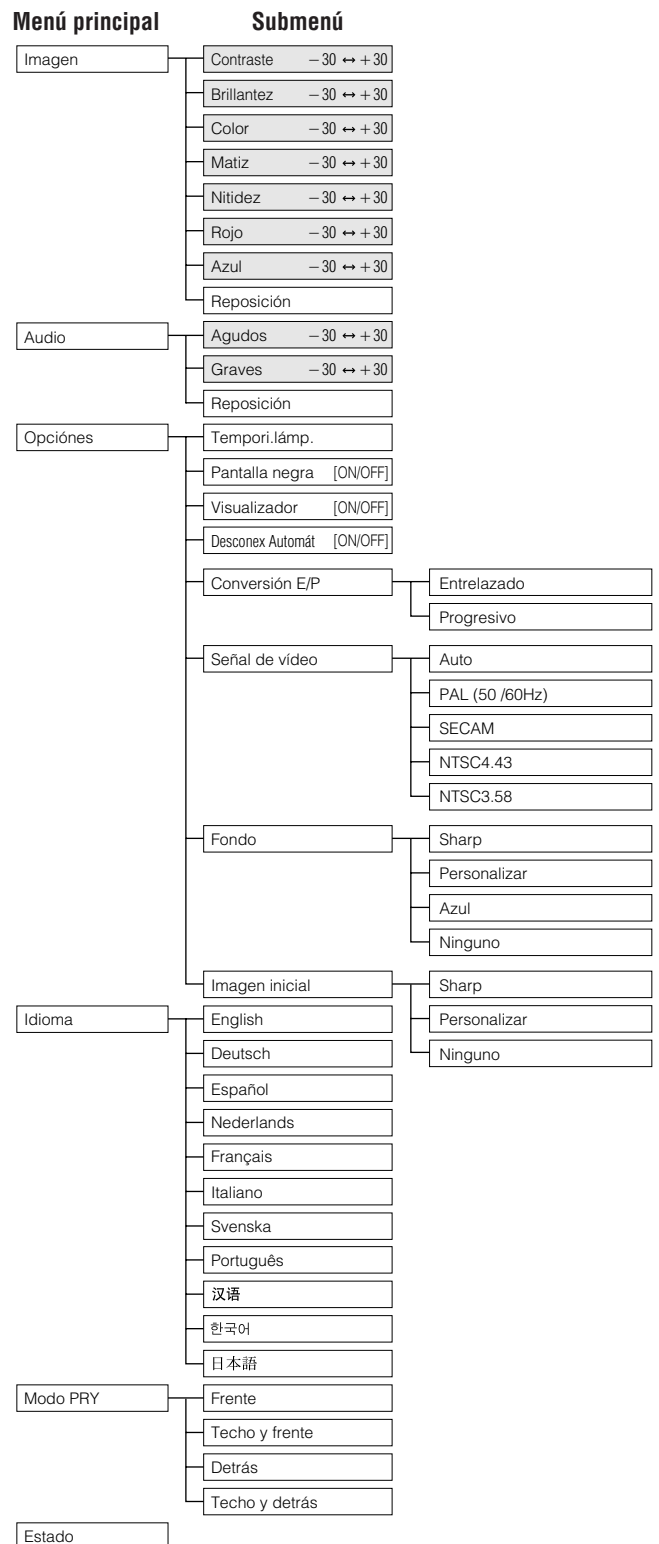 Menú principal Submenú
Imagen Contraste −30 ↔ +30
Brillantez −30 ↔ +30
Color −30 ↔ +30
Matiz −30 ↔ +30
Nitidez −30 ↔ +30
Rojo −30 ↔ +30
Azul −30 ↔ +30
Reposición
Audio Agudos −30 ↔ +30
Graves −30 ↔ +30
Reposición
Opciónes Tempori.lámp.
Pantalla negra [ON/OFF]
Visualizador [ON/OFF]
Desconex Automát [ON/OFF]
Conversión E/P Entrelazado
Progresivo
Señal de vídeo Auto
PAL (50 /60Hz)
SECAM
NTSC4.43
NTSC3.58
Fondo Sharp
Personalizar
Azul
Ninguno
Imagen inicial Sharp
Personalizar
Ninguno
Idioma English
Deutsch
Español
Nederlands
Français
Italiano
Svenska
Português
汉语
한국어
日本語
Modo PRY Frente
Techo y frente
Detrás
Techo y detrás
Estado